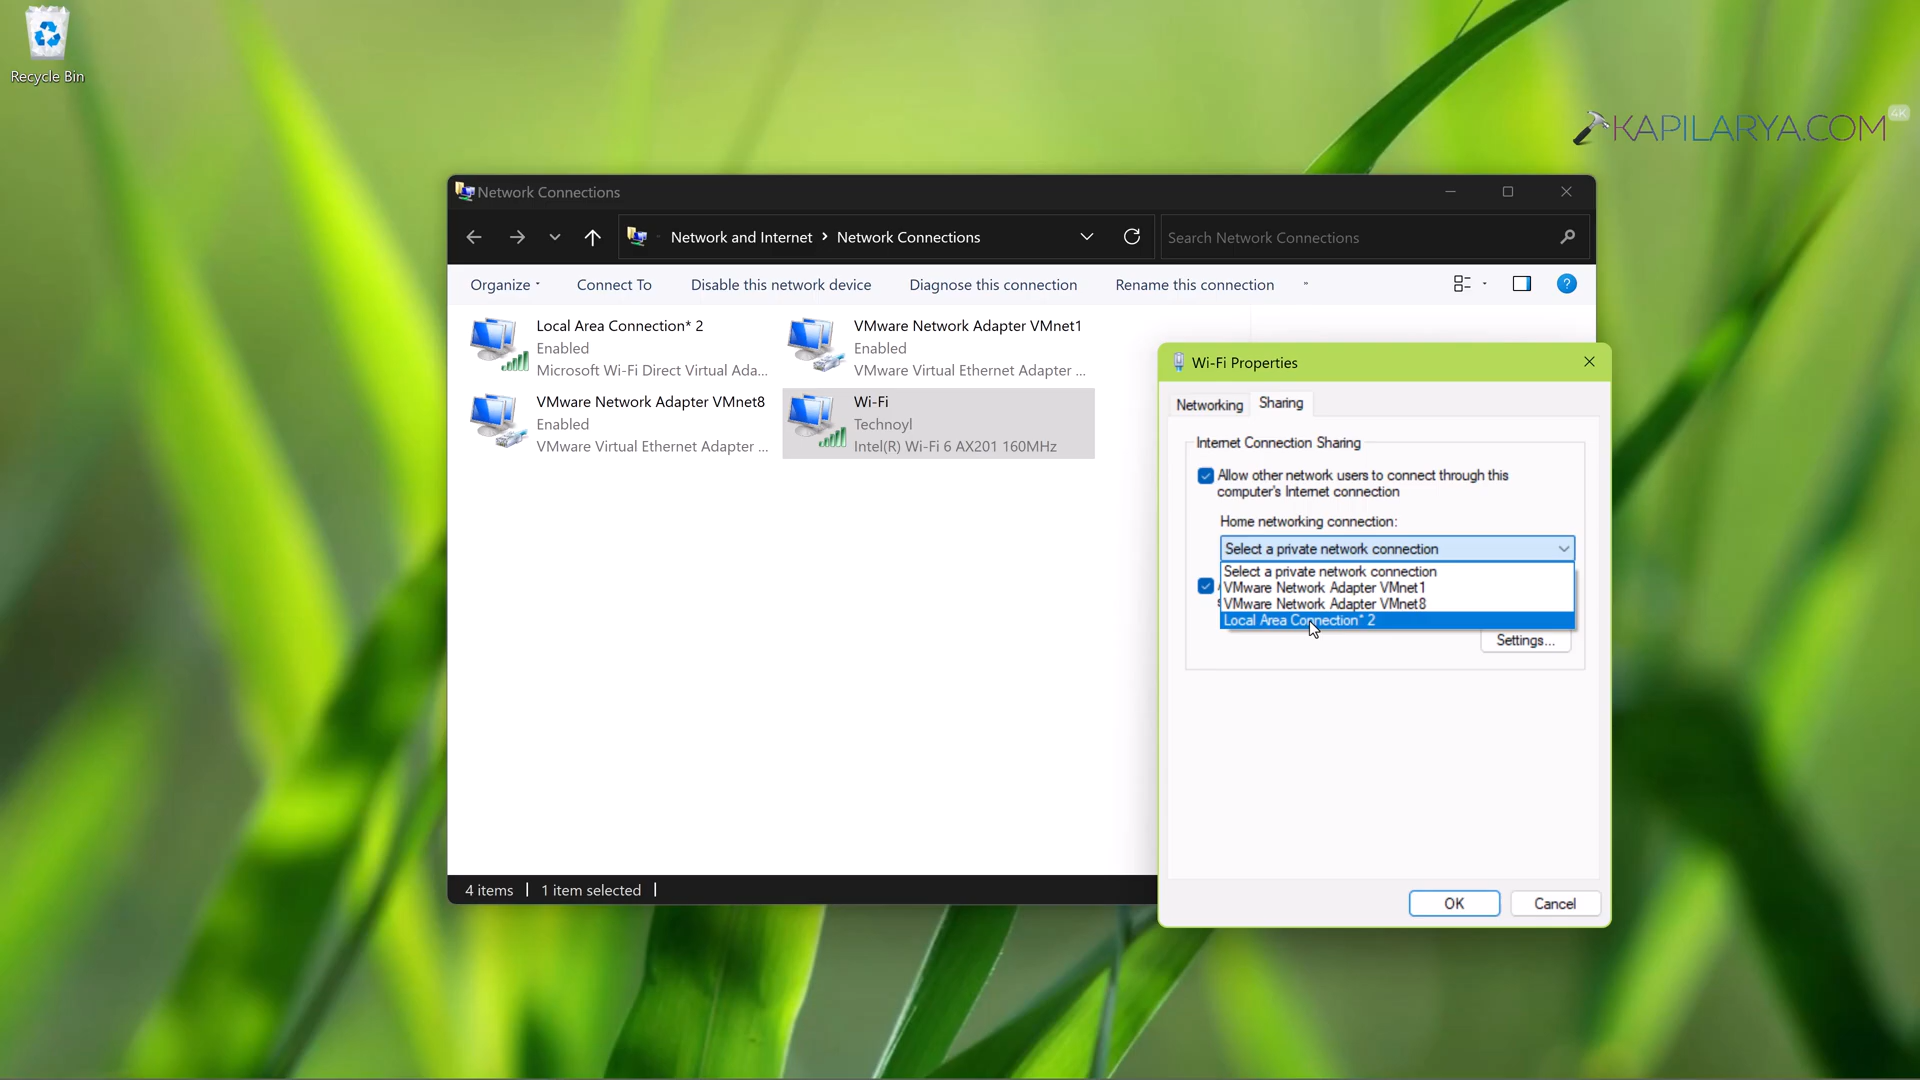 Recycle Bin
KAPILARYA.COM
4K
Network Connections
Network and Internet > Network Connections
Search Network Connections
Organize
Connect To
Disable this network device
Diagnose this connection
Rename this connection
»
?
Local Area Connection* 2
Enabled
Microsoft Wi-Fi Direct Virtual Ada...
VMware Network Adapter VMnet1
Enabled
VMware Virtual Ethernet Adapter ...
VMware Network Adapter VMnet8
Enabled
VMware Virtual Ethernet Adapter ...
Wi-Fi
Technoyl
Intel(R) Wi-Fi 6 AX201 160MHz
4 items
1 item selected
Wi-Fi Properties
Networking
Sharing
Internet Connection Sharing
Allow other network users to connect through this
computer's Internet connection
Home networking connection:
Select a private network connection
Select a private network connection
VMware Network Adapter VMnet1
VMware Network Adapter VMnet8
Local Area Connection* 2
Settings...
OK
Cancel